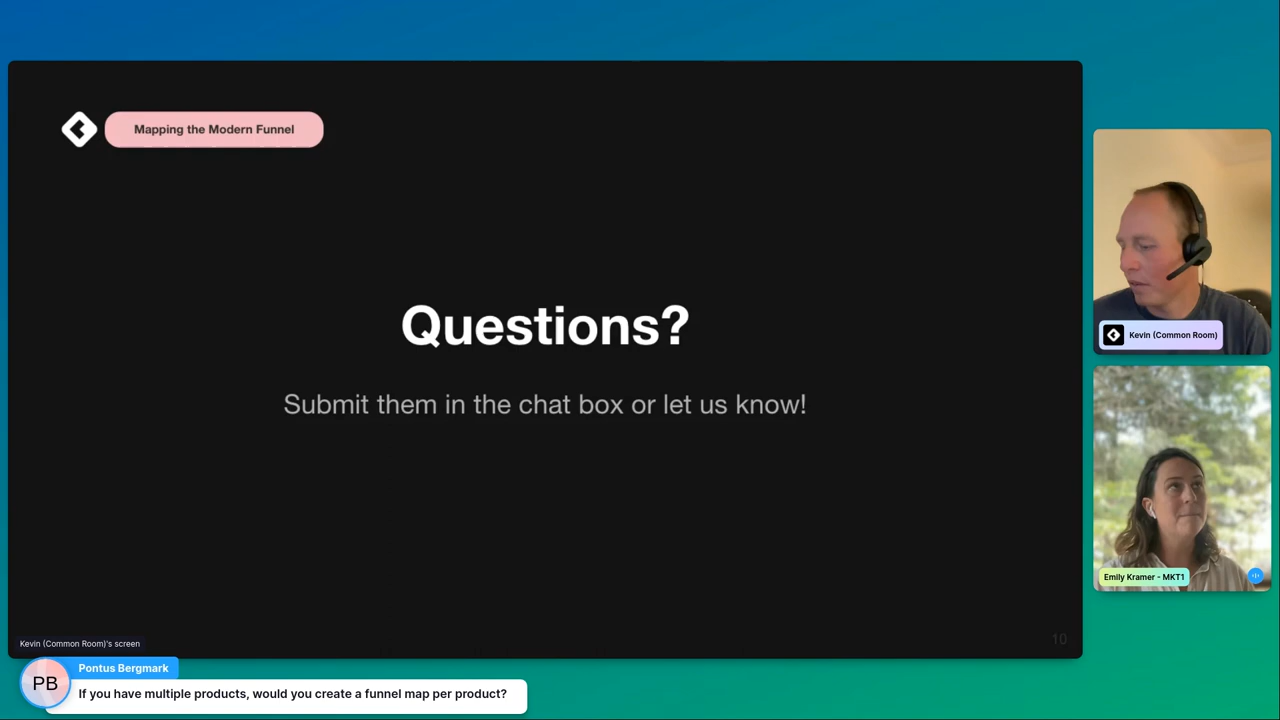 Mapping the Modern Funnel
Questions?
Submit them in the chat box or let us know!
10
Kevin (Common Room)'s screen
Kevin (Common Room)
Emily Kramer - MKT1
Pontus Bergmark
PB
If you have multiple products, would you create a funnel map per product?